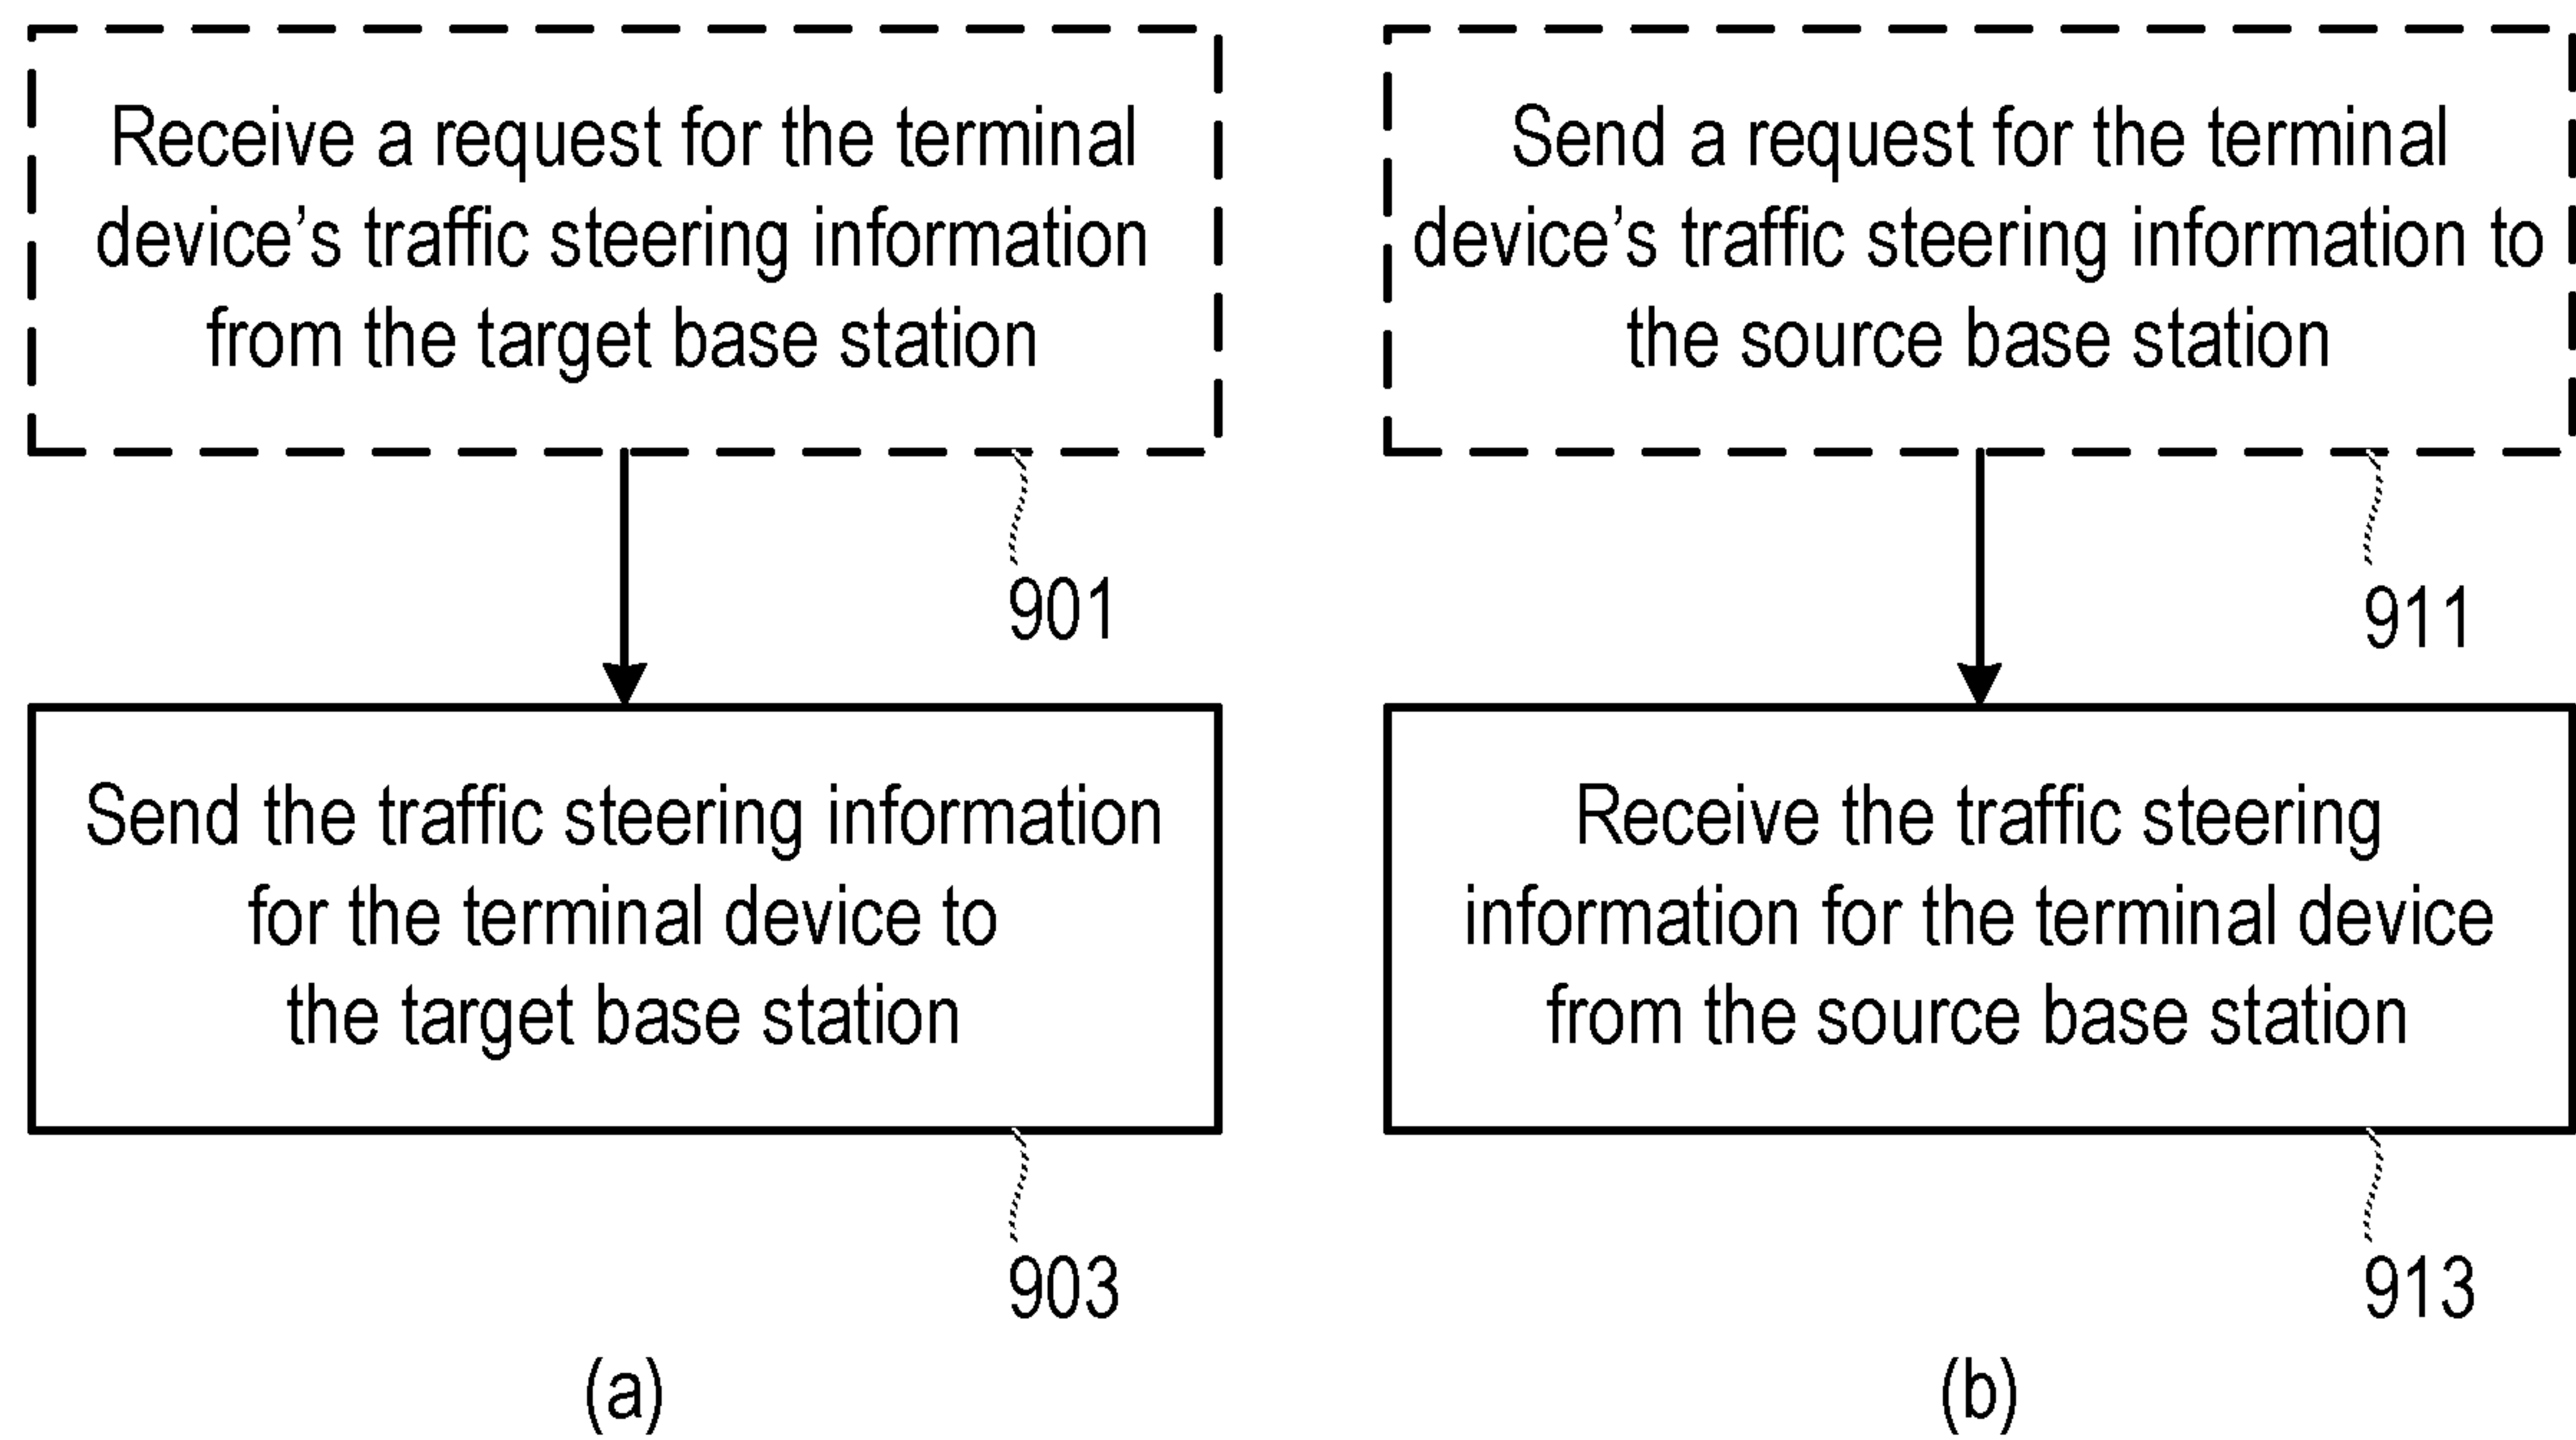 Receive a request for the terminal
device’s traffic steering information
from the target base station
901
Send the traffic steering information
for the terminal device to
the target base station
903
(a)
Send a request for the terminal
device’s traffic steering information to
the source base station
911
Receive the traffic steering
information for the terminal device
from the source base station
913
(b)